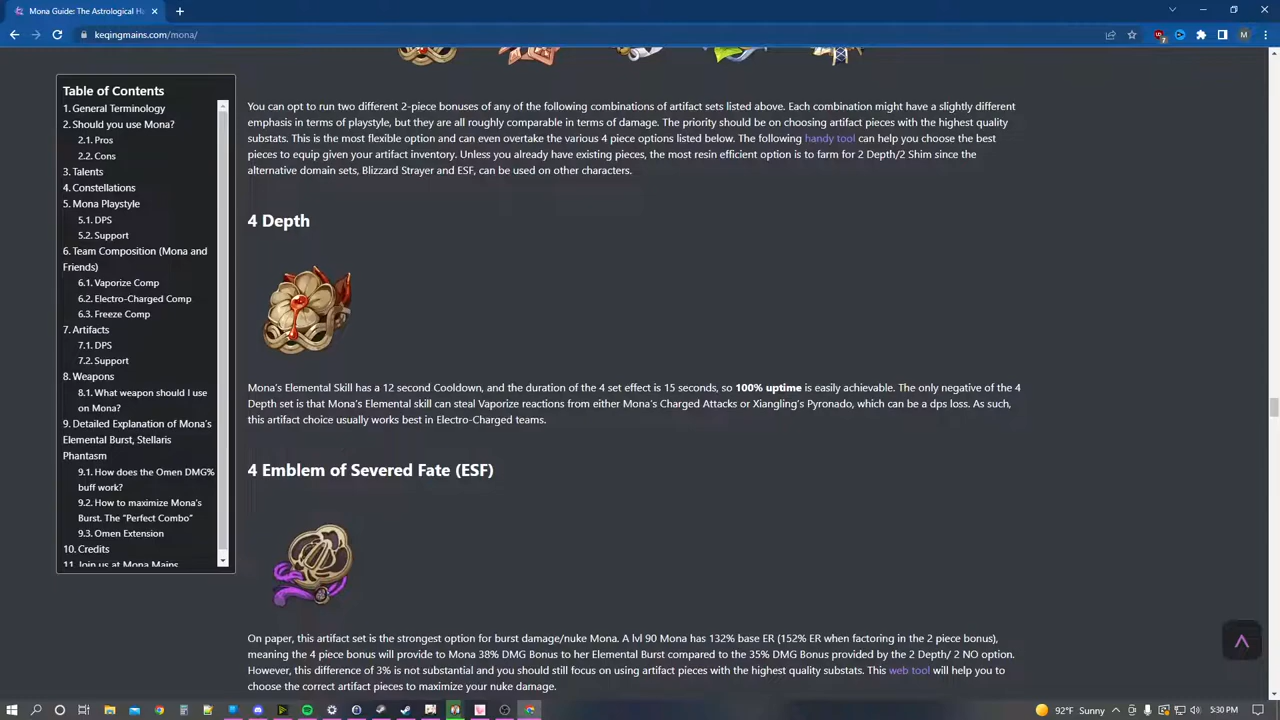 Mona Guide: The Astrological Ha
keqingmains.com/mona/
Table of Contents
1. General Terminology
2. Should you use Mona?
2.1. Pros
2.2. Cons
3. Talents
4. Constellations
5. Mona Playstyle
5.1. DPS
5.2. Support
6. Team Composition (Mona and
Friends)
6.1. Vaporize Comp
6.2. Electro-Charged Comp
6.3. Freeze Comp
7. Artifacts
7.1. DPS
7.2. Support
8. Weapons
8.1. What weapon should I use
on Mona?
9. Detailed Explanation of Mona's
Elemental Burst, Stellaris
Phantasm
9.1. How does the Omen DMG%
buff work?
9.2. How to maximize Mona's
Burst. The "Perfect Combo"
9.3. Omen Extension
10. Credits
11. Join us at Mona Mains
You can opt to run two different 2-piece bonuses of any of the following combinations of artifact sets listed above. Each combination might have a slightly different
emphasis in terms of playstyle, but they are all roughly comparable in terms of damage. The priority should be on choosing artifact pieces with the highest quality
substats. This is the most flexible option and can even overtake the various 4 piece options listed below. The following handy tool can help you choose the best
pieces to equip given your artifact inventory. Unless you already have existing pieces, the most resin efficient option is to farm for 2 Depth/2 Shim since the
alternative domain sets, Blizzard Strayer and ESF, can be used on other characters.
4 Depth
Mona's Elemental Skill has a 12 second Cooldown, and the duration of the 4 set effect is 15 seconds, so 100% uptime is easily achievable. The only negative of the 4
Depth set is that Mona's Elemental skill can steal Vaporize reactions from either Mona's Charged Attacks or Xiangling's Pyronado, which can be a dps loss. As such,
this artifact choice usually works best in Electro-Charged teams.
4 Emblem of Severed Fate (ESF)
On paper, this artifact set is the strongest option for burst damage/nuke Mona. A lvl 90 Mona has 132% base ER (152% ER when factoring in the 2 piece bonus),
meaning the 4 piece bonus will provide to Mona 38% DMG Bonus to her Elemental Burst compared to the 35% DMG Bonus provided by the 2 Depth/ 2 NO option.
However, this difference of 3% is not substantial and you should still focus on using artifact pieces with the highest quality substats. This web tool will help you to
choose the correct artifact pieces to maximize your nuke damage.
92°F Sunny
5:30 PM